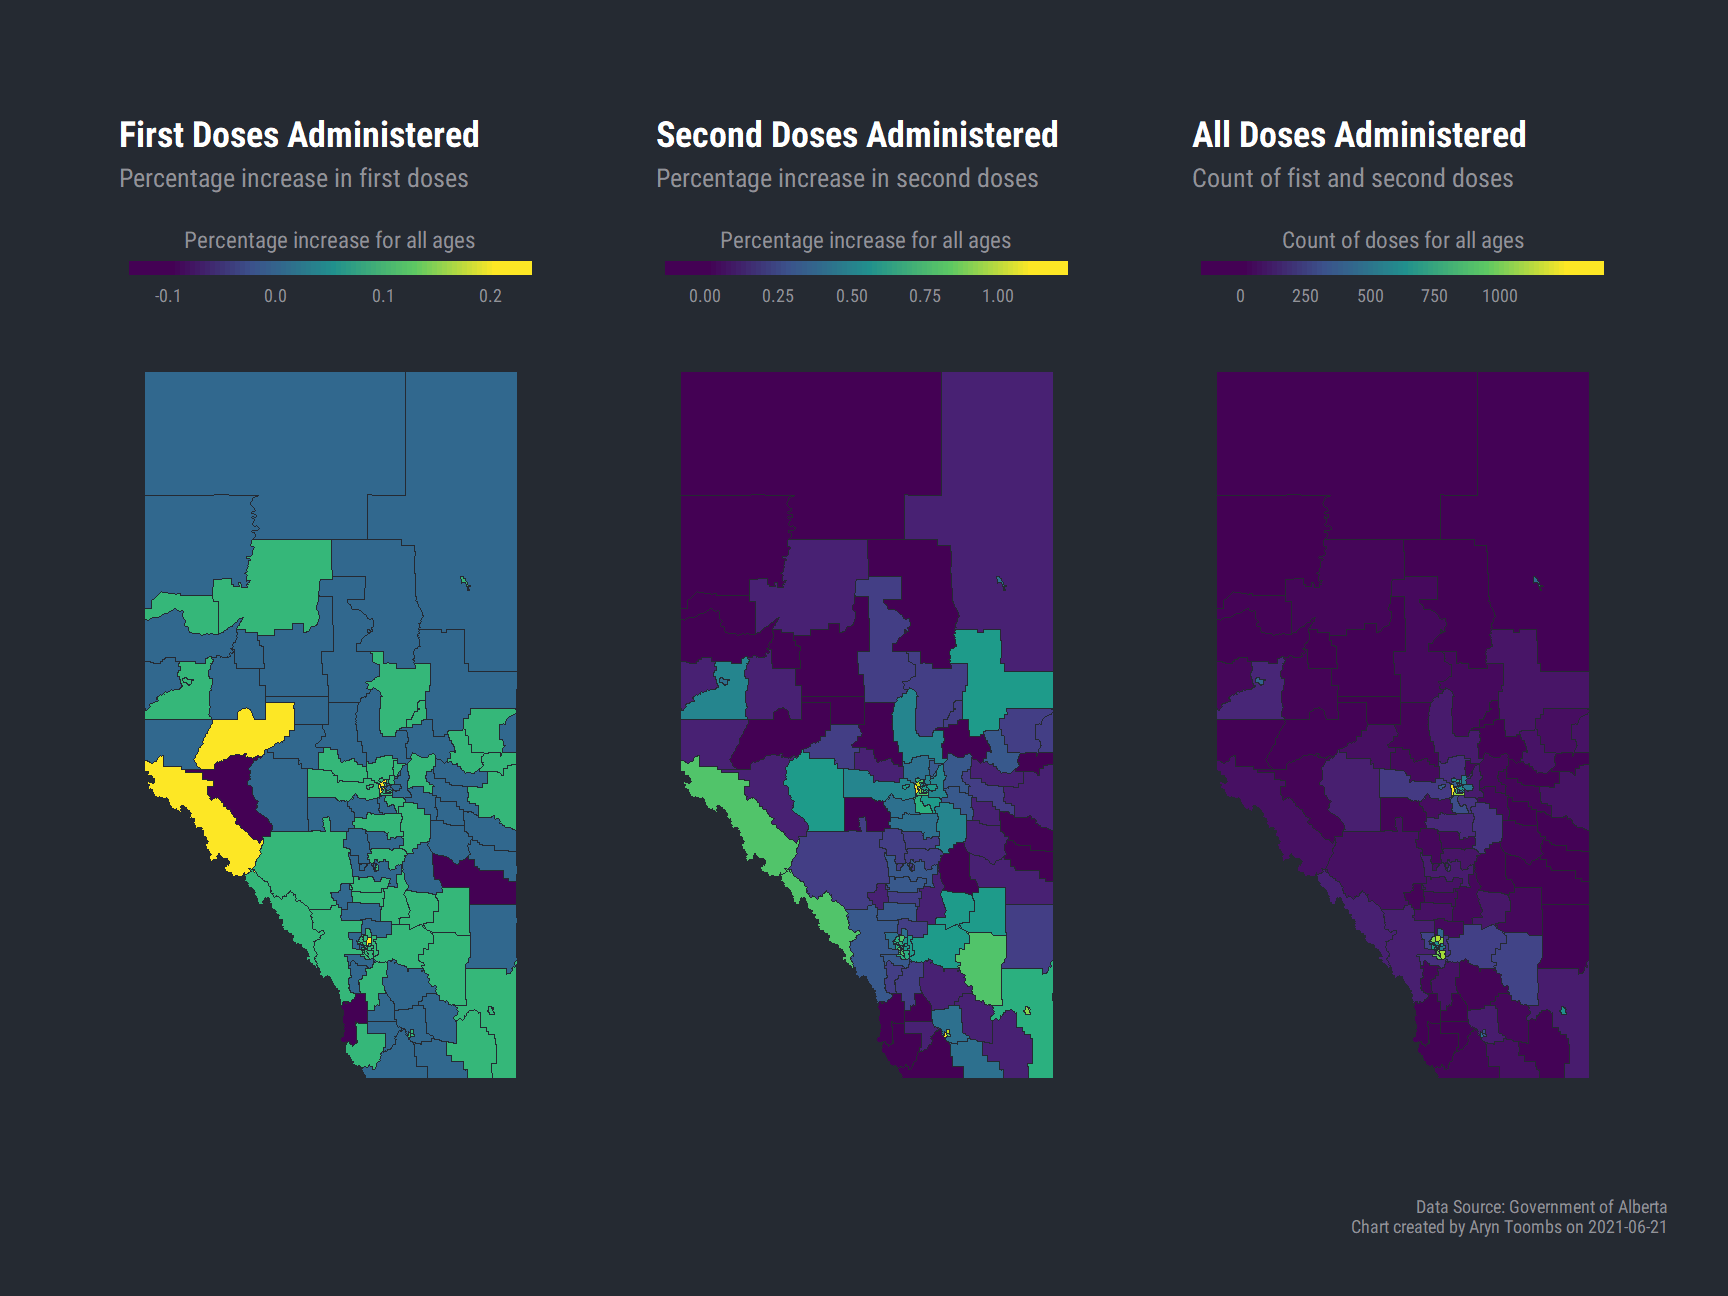 First Doses Administered
Percentage increase in first doses
Percentage increase for all ages
-0.1 0.0 0.1 0.2
Second Doses Administered
Percentage increase in second doses
Percentage increase for all ages
0.00 0.25 0.50 0.75 1.00
All Doses Administered
Count of fist and second doses
Count of doses for all ages
0 250 500 750 1000
Data Source: Government of Alberta
Chart created by Aryn Toombs on 2021-06-21